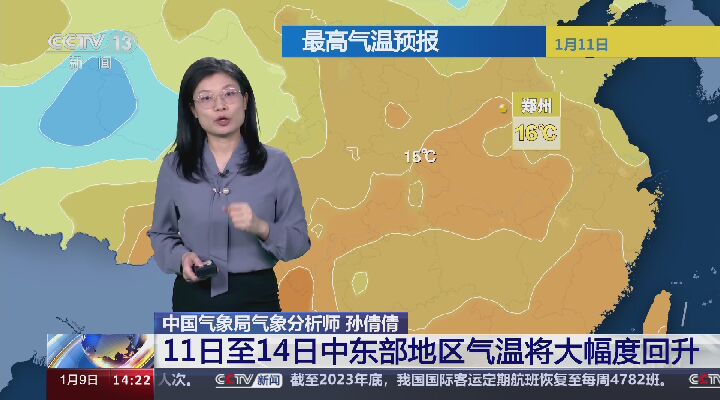 CCTV 13
新闻
最高气温预报
1月11日
郑州
16℃
15℃
中国气象局气象分析师 孙倩倩
11日至14日中东部地区气温将大幅度回升
1月9日 14:22 人次。 CCTV 新闻 截至2023年底，我国国际客运定期航班恢复至每周4782班。 CCTV